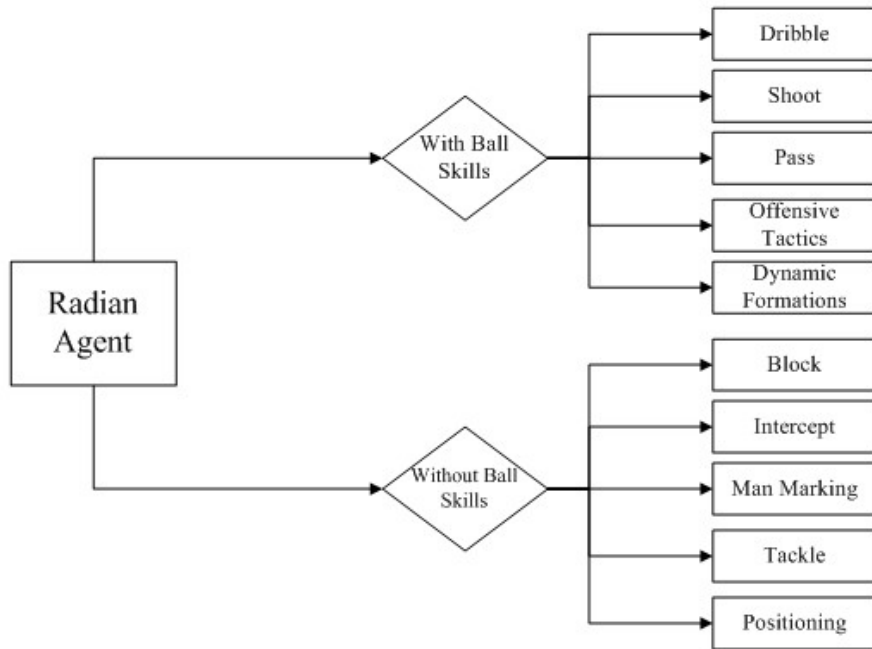 Dribble
Shoot
With Ball
Skills
Pass
Offensive
Tactics
Dynamic
Formations
Radian
Agent
Block
Intercept
Without Ball
Skills
Man Marking
Tackle
Positioning